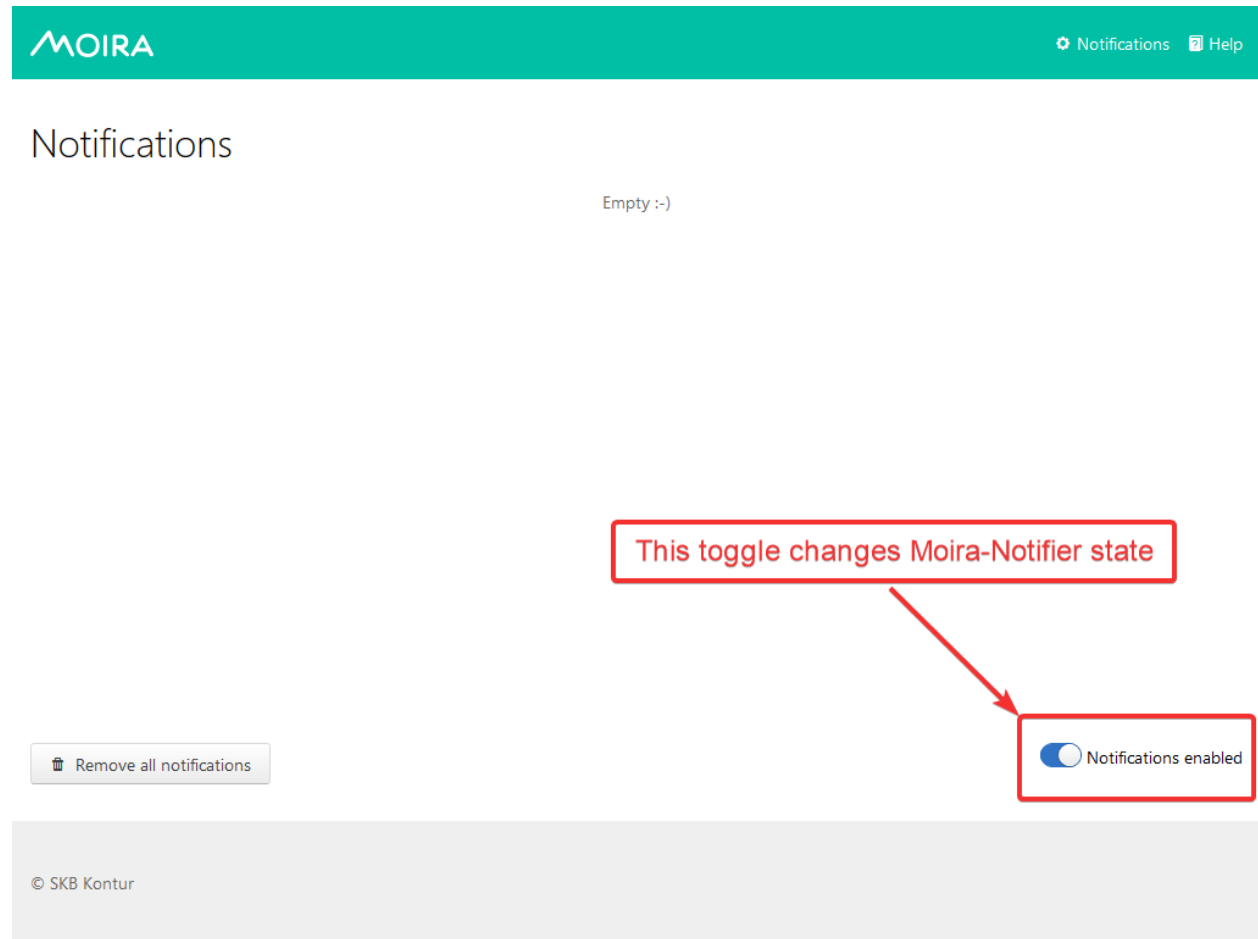 MOIRA
Notifications Help
Notifications
Empty :-)
This toggle changes Moira-Notifier state
Remove all notifications
Notifications enabled
© SKB Kontur